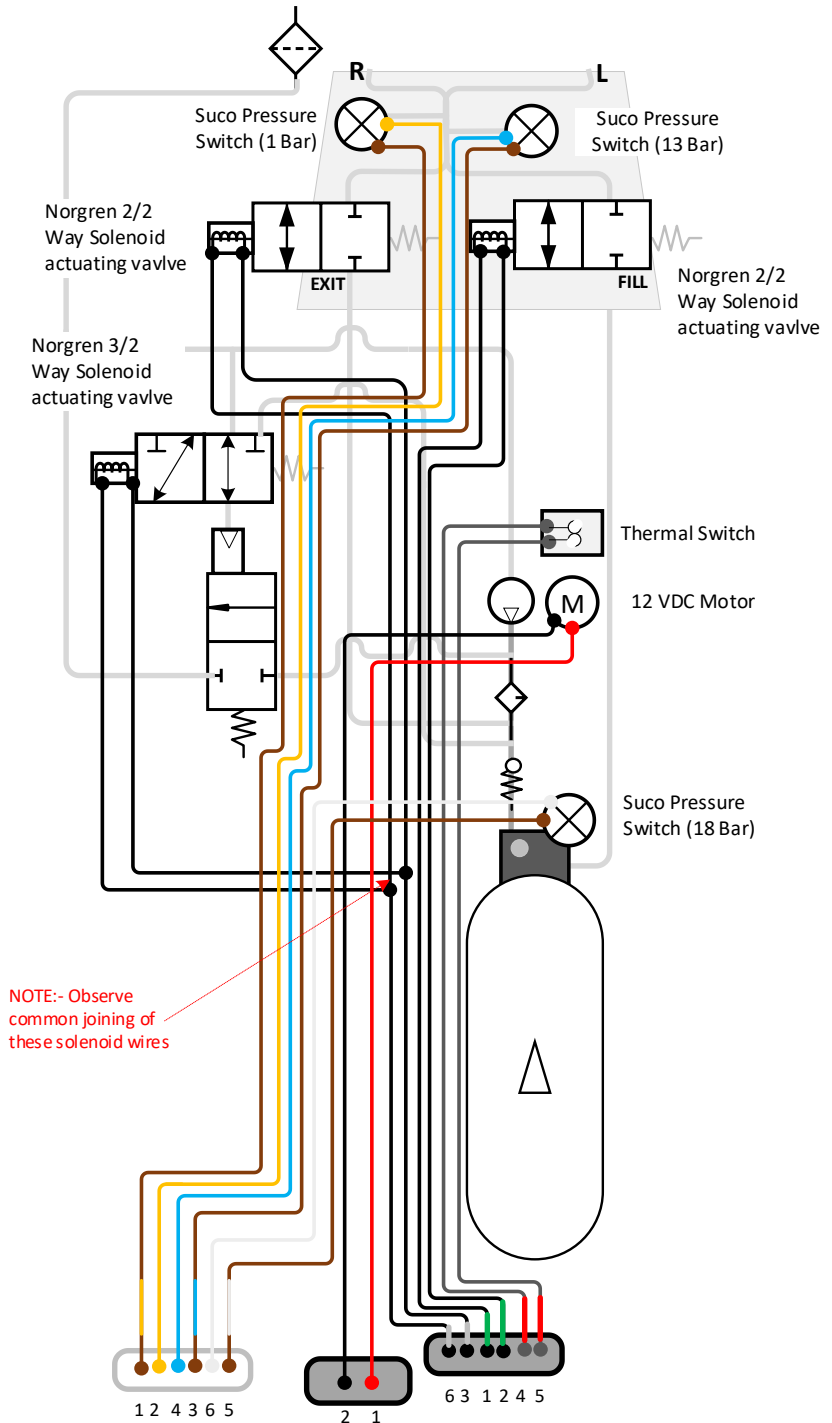 R
L
Suco Pressure
Switch (1 Bar)
Suco Pressure
Switch (13 Bar)
Norgren 2/2
Way Solenoid
actuating vavlve
EXIT
FILL
Norgren 2/2
Way Solenoid
actuating vavlve
Norgren 3/2
Way Solenoid
actuating vavlve
Thermal Switch
M
12 VDC Motor
Suco Pressure
Switch (18 Bar)
NOTE:- Observe
common joining of
these solenoid wires
1 2 4 3 6 5
2 1
6 3 1 2 4 5